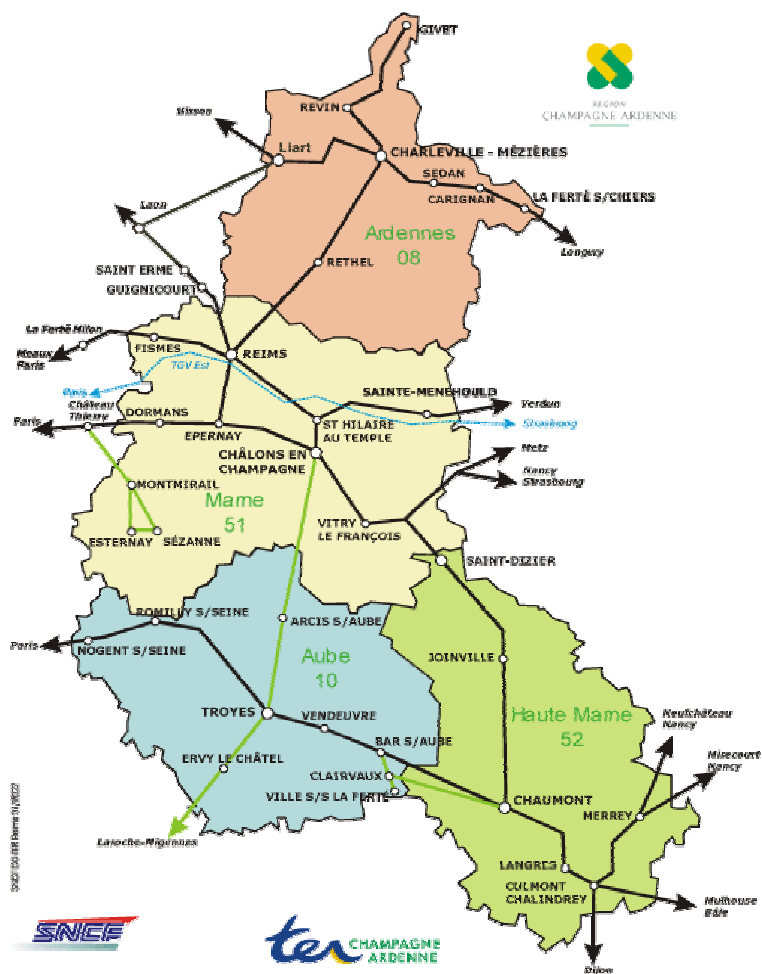 GIVET
REGION
CHAMPAGNE ARDENNE
REVIN
Hirson
Liart
CHARLEVILLE - MÉZIÈRES
SEDAN
CARIGNAN
LA FERTÉ S/CHIERS
Laon
Longwy
Ardennes
08
RETHEL
SAINT ERME
GUIGNICOURT
La Ferté Milon
FISMES
REIMS
Meaux
Paris
TGV Est
Paris
SAINTE-MENEHOULD
Verdun
Château
Thierry
DORMANS
Paris
EPERNAY
ST HILAIRE
AU TEMPLE
Strasbourg
CHÂLONS EN
CHAMPAGNE
Metz
Nancy
Strasbourg
MONTMIRAIL
Marne
51
VITRY
LE FRANÇOIS
ESTERNAY
SÉZANNE
SAINT-DIZIER
ROMILLY S/SEINE
ARCIS S/AUBE
Paris
NOGENT S/SEINE
Aube
10
JOINVILLE
TROYES
VENDEUVRE
Haute Marne
52
Neufchâteau
Nancy
BAR S/AUBE
Mirecourt
Nancy
ERVY LE CHÂTEL
CLAIRVAUX
VILLE S/S LA FERTÉ
CHAUMONT
MERREY
Laroche-Migennes
LANGRES
CULMONT
CHALINDREY
Mulhouse
Bâle
Dijon
SNCF
ter
CHAMPAGNE
ARDENNE